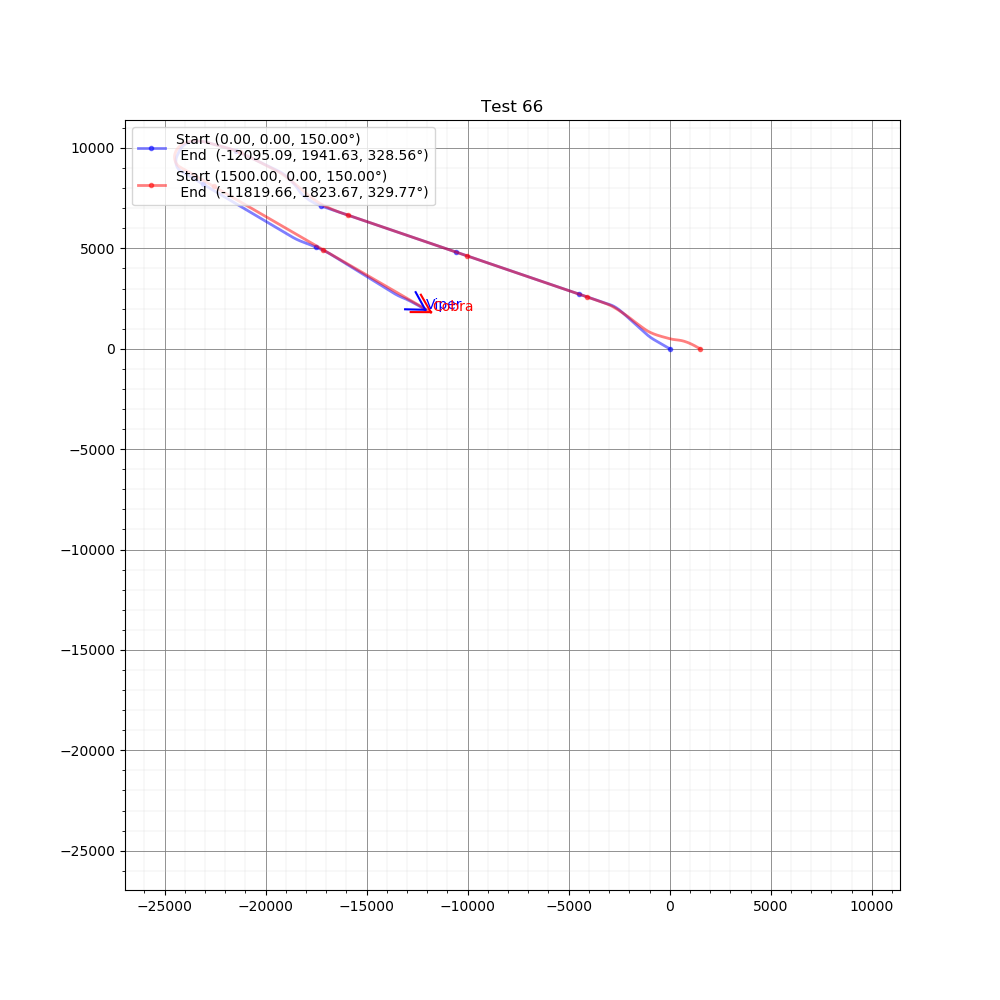 Test 66
Start (0.00, 0.00, 150.00°)
End (-12095.09, 1941.63, 328.56°)
Start (1500.00, 0.00, 150.00°)
End (-11819.66, 1823.67, 329.77°)
10000
5000
0
−5000
−10000
−15000
−20000
−25000
Viper
Cobra
−25000 −20000 −15000 −10000 −5000 0 5000 10000